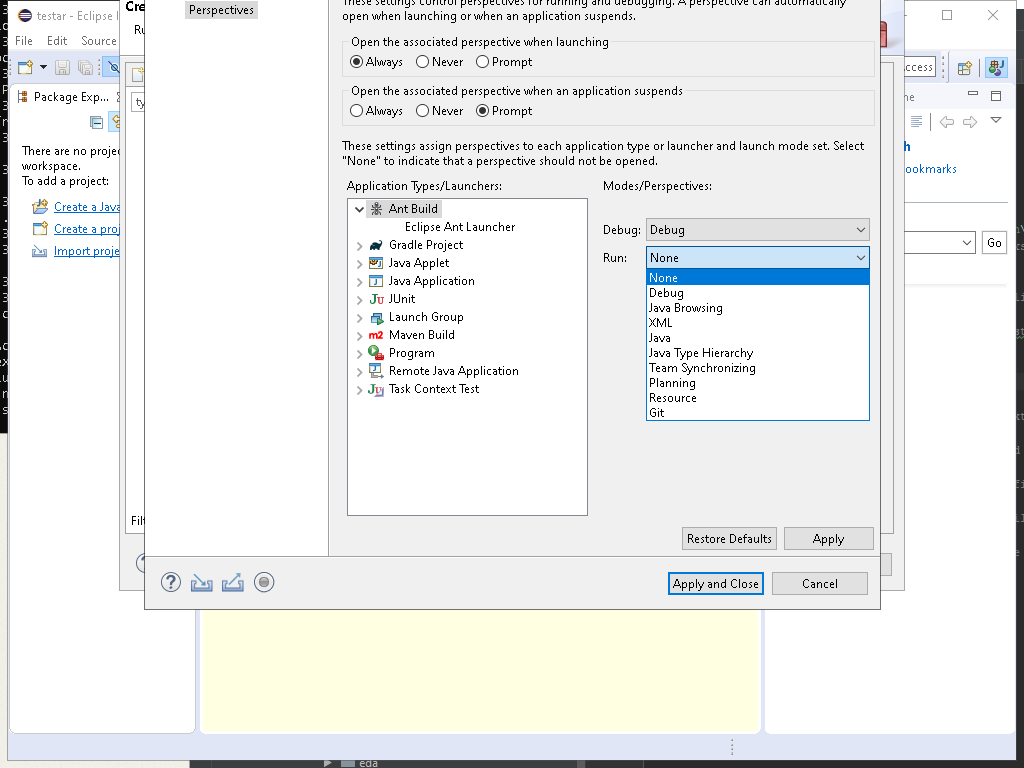 testar - Eclipse
Cre
Ru
File Edit Source
Perspectives
These settings control perspectives for running and debugging. A perspective can automatically
open when launching or when an application suspends.
Open the associated perspective when launching
Always Never Prompt
Open the associated perspective when an application suspends
Always Never Prompt
These settings assign perspectives to each application type or launcher and launch mode set. Select
"None" to indicate that a perspective should not be opened.
Application Types/Launchers:
Modes/Perspectives:
Ant Build
Eclipse Ant Launcher
Gradle Project
Java Applet
Java Application
JUnit
Launch Group
Maven Build
Program
Remote Java Application
Task Context Test
Debug: Debug
Run: None
None
Debug
Java Browsing
XML
Java
Java Type Hierarchy
Team Synchronizing
Planning
Resource
Git
Restore Defaults
Apply
Apply and Close
Cancel
Package Exp...
There are no proje
workspace.
To add a project:
Create a Java
Create a proj
Import proje
ty
Filt
ccess
ne
h
ookmarks
Go
eda